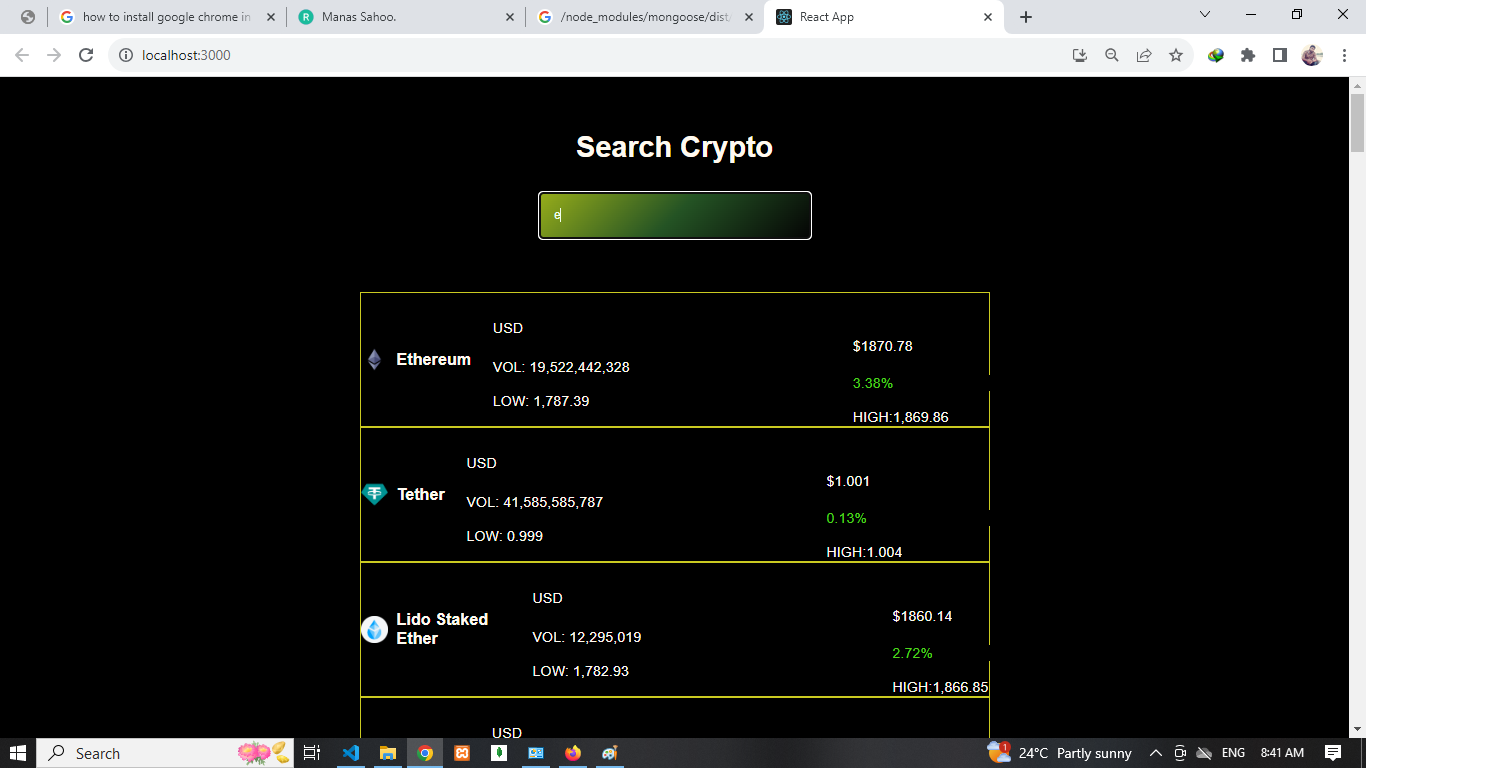 how to install google chrome in
R Manas Sahoo.
/node_modules/mongoose/dist
React App
localhost:3000
Search Crypto
e
USD
$1870.78
Ethereum
VOL: 19,522,442,328
3.38%
LOW: 1,787.39
HIGH:1,869.86
USD
$1.001
Tether
VOL: 41,585,585,787
0.13%
LOW: 0.999
HIGH:1.004
USD
$1860.14
Lido Staked
Ether
VOL: 12,295,019
2.72%
LOW: 1,782.93
HIGH:1,866.85
USD
Search
1
24°C Partly sunny
ENG
8:41 AM